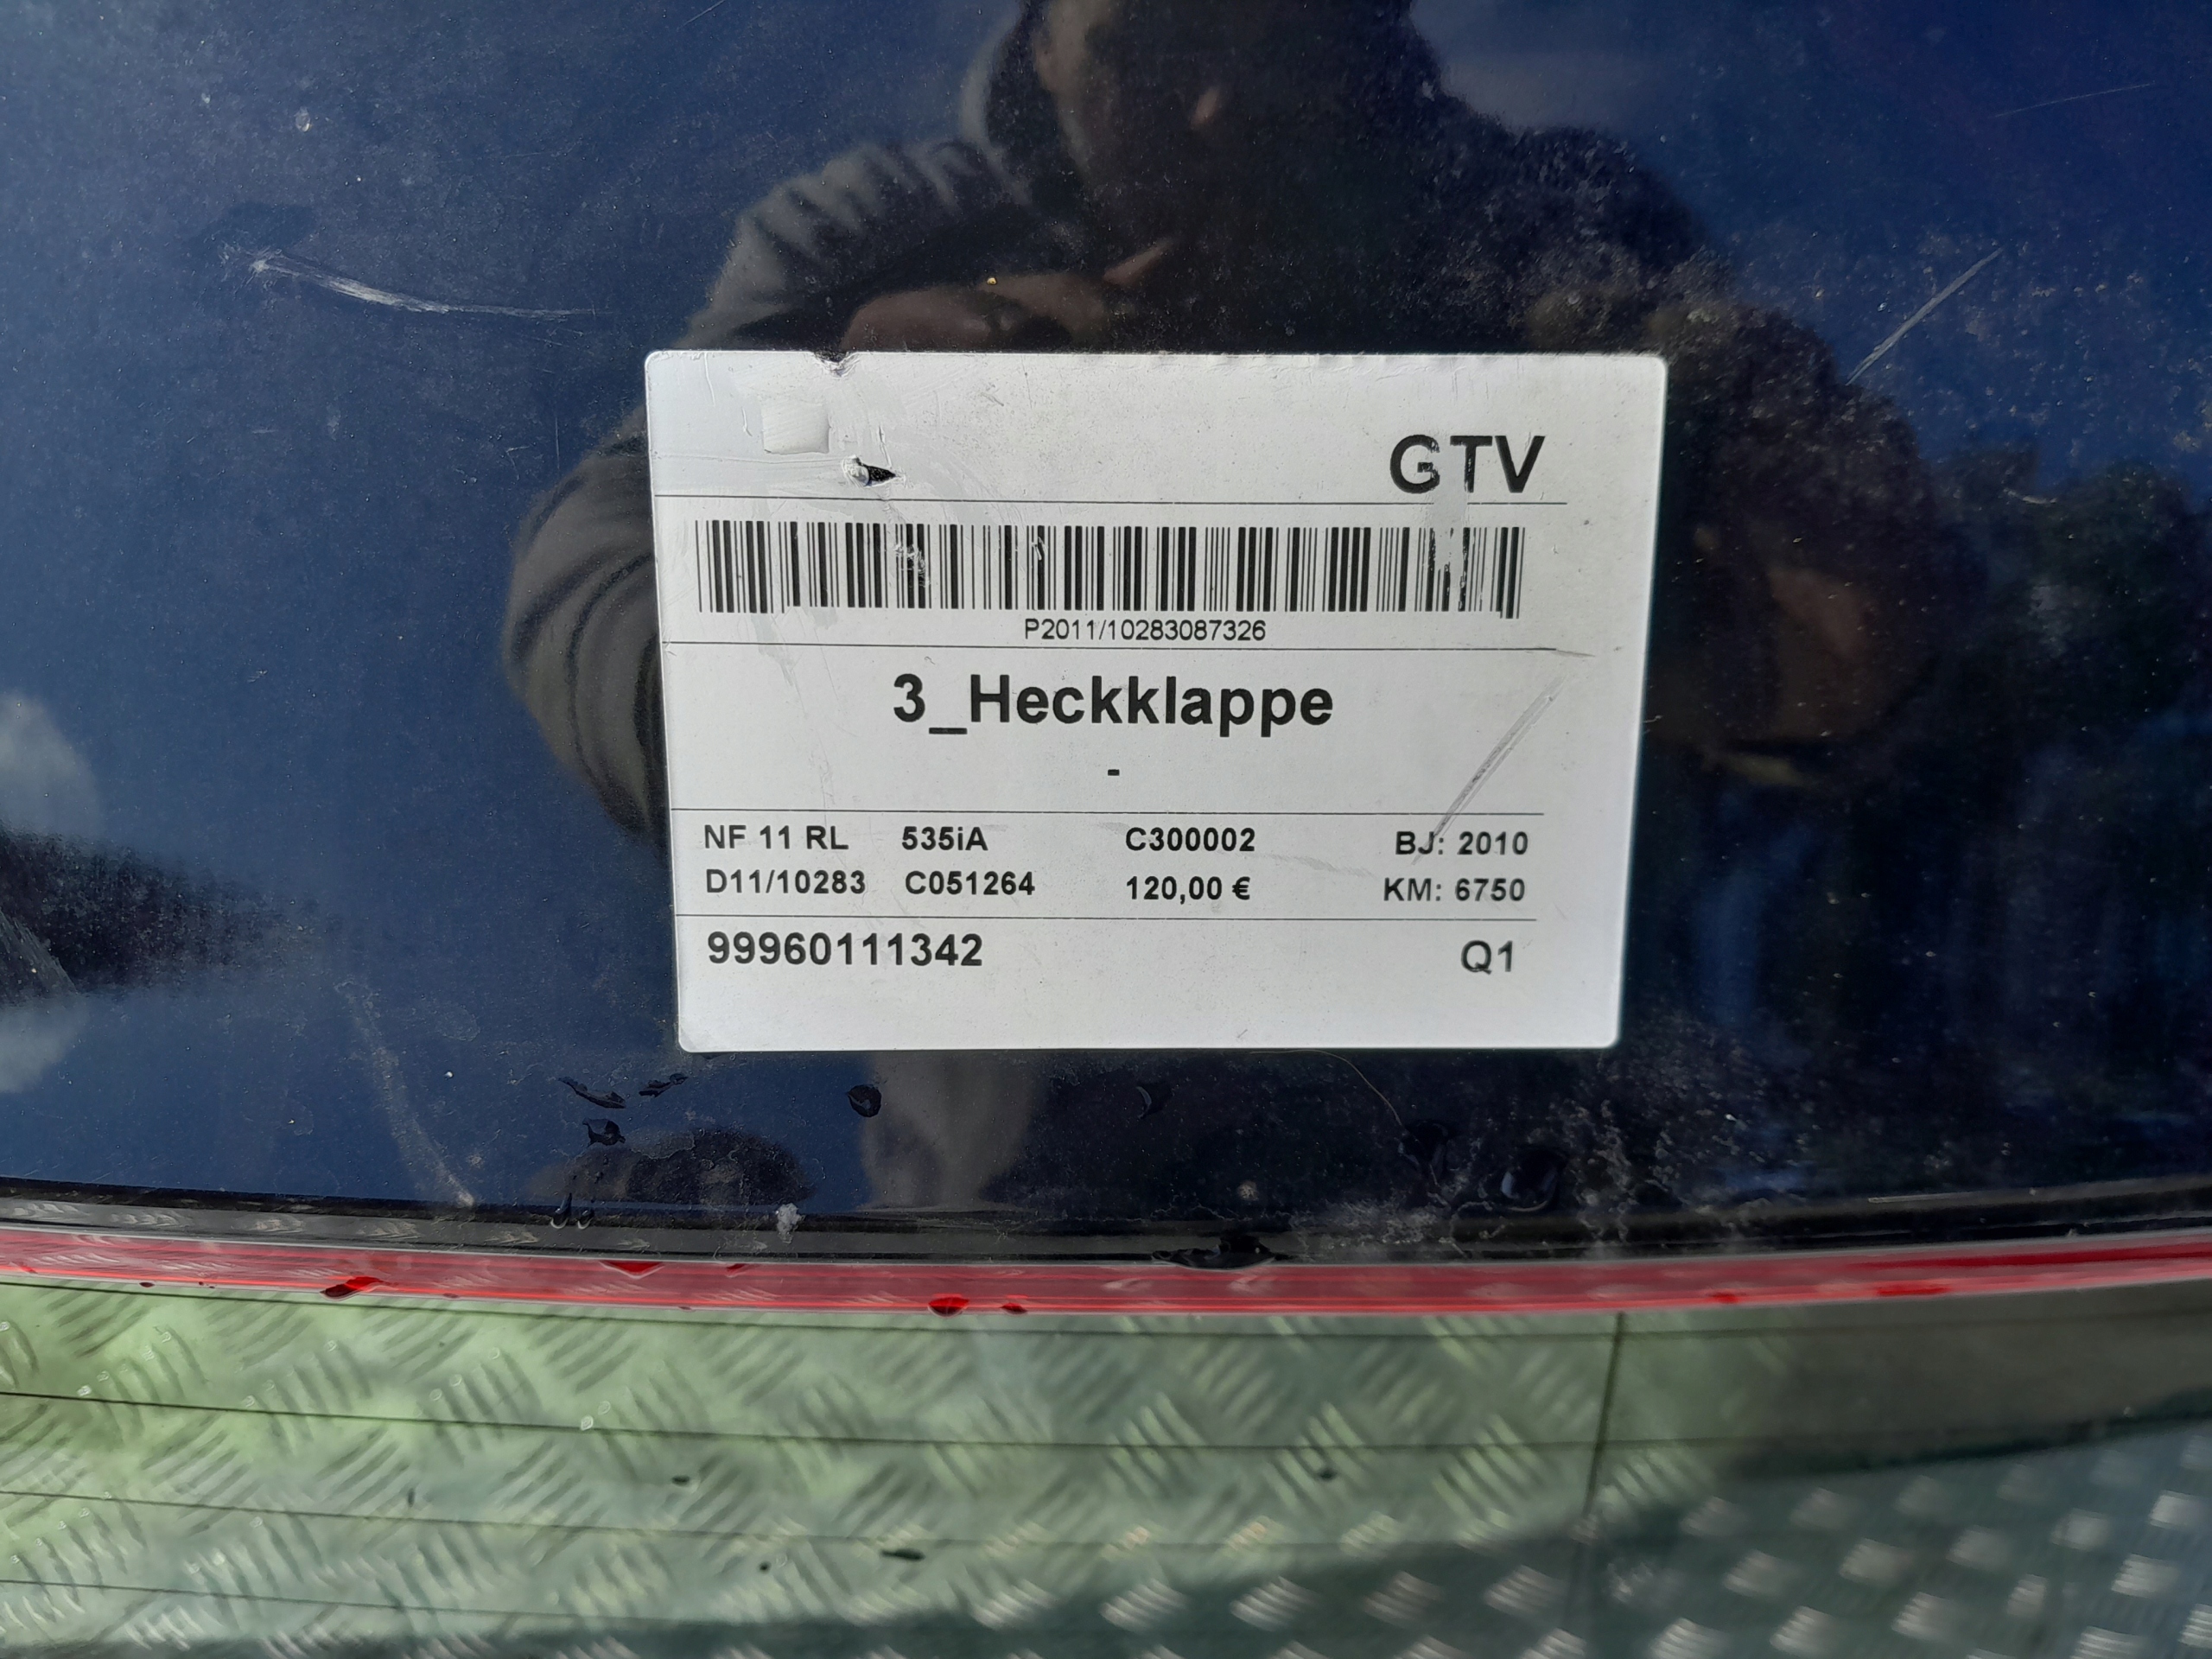 GTV
P2011/10283087326
3_Heckklappe
-
NF 11 RL 535iA C300002 BJ: 2010
D11/10283 C051264 120,00 € KM: 6750
99960111342 Q1